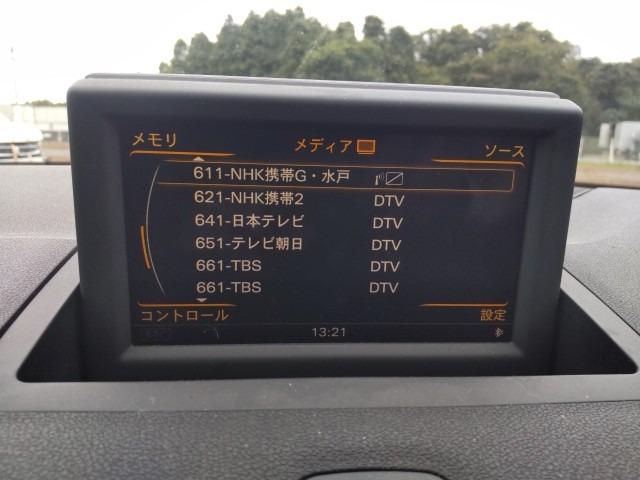 メモリ
メディア
ソース
611-NHK携帯G・水戸
621-NHK携帯2 DTV
641-日本テレビ DTV
651-テレビ朝日 DTV
661-TBS DTV
661-TBS DTV
コントロール
設定
13:21